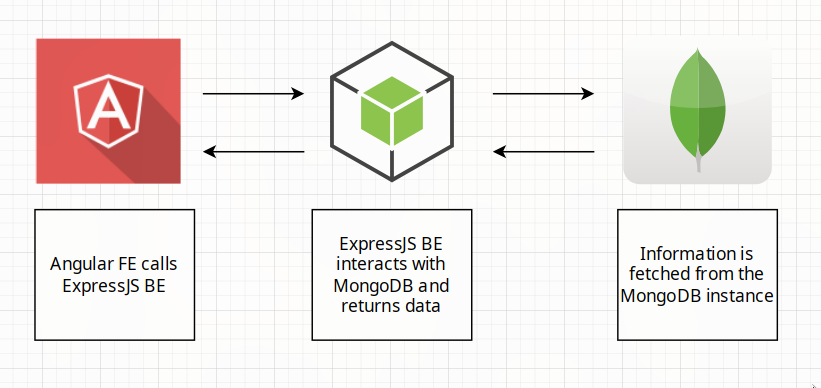 A
Angular FE calls
ExpressJS BE
ExpressJS BE
interacts with
MongoDB and
returns data
Information is
fetched from the
MongoDB instance